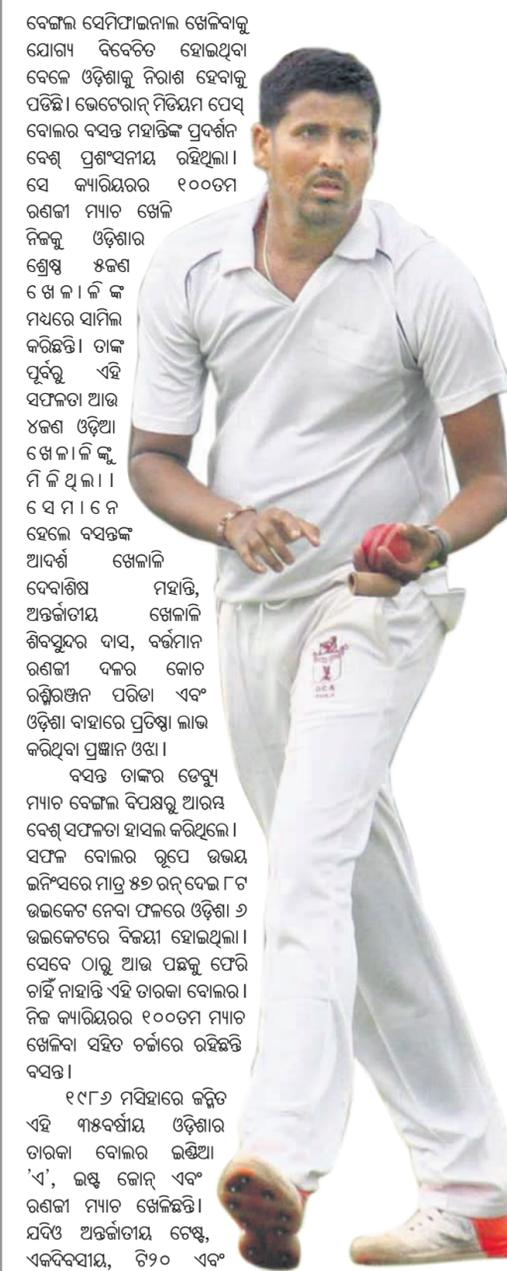 ବେଙ୍ଗଲ ସେମିଫାଇନାଲ ଖେଳିବାକୁ
ଯୋଗ୍ୟ ବିବେଚିତ ହୋଇଥିବା
ବେଳେ ଓଡ଼ିଶାକୁ ନିରାଶ ହେବାକୁ
ପଡିଛି। ଭେଟେରାନ୍ ମିଡିୟମ ପେସ୍
ବୋଲର ବସନ୍ତ ମହାନ୍ତିଙ୍କ ପ୍ରଦର୍ଶନ
ବେଶ୍ ପ୍ରଶଂସନୀୟ ରହିଥିଲା।
ସେ କ୍ୟାରିୟରର ୧୦୦ତମ
ରଣଜୀ ମ୍ୟାଚ ଖେଳି
ନିଜକୁ ଓଡ଼ିଶାର
ଶ୍ରେଷ୍ଠ ୫ଜଣ
ଖେଳାଳିଙ୍କ
ମଧ୍ୟରେ ସାମିଲ
କରିଛନ୍ତି। ତାଙ୍କ
ପୂର୍ବରୁ ଏହି
ସଫଳତା ଆଉ
୪ଜଣ ଓଡ଼ିଆ
ଖେଳାଳିଙ୍କୁ
ମିଳିଥିଲା।
ସେମାନେ
ହେଲେ ବସନ୍ତଙ୍କ
ଆଦର୍ଶ ଖେଳାଳି
ଦେବାଶିଷ ମହାନ୍ତି,
ଅନ୍ତର୍ଜାତୀୟ ଖେଳାଳି
ଶିବସୁନ୍ଦର ଦାସ, ବର୍ତ୍ତମାନ
ରଣଜୀ ଦଳର କୋଚ
ରଶ୍ମିରଞ୍ଜନ ପରିଡା ଏବଂ
ଓଡ଼ିଶା ବାହାରେ ପ୍ରତିଷ୍ଠା ଲାଭ
କରିଥିବା ପ୍ରଜ୍ଞାନ ଓଝା।
ବସନ୍ତ ତାଙ୍କର ଡେବ୍ୟୁ
ମ୍ୟାଚ ବେଙ୍ଗଲ ବିପକ୍ଷରୁ ଆରମ୍ଭ
ବେଶ୍ ସଫଳତା ହାସଲ କରିଥିଲେ।
ସଫଳ ବୋଲର ରୂପେ ଉଭୟ
ଇନିଂସରେ ମାତ୍ର ୫୭ ରନ୍ ଦେଇ ୮ଟି
ଉଇକେଟ ନେବା ଫଳରେ ଓଡ଼ିଶା ୬
ଉଇକେଟରେ ବିଜୟୀ ହୋଇଥିଲା।
ସେବେ ଠାରୁ ଆଉ ପଛକୁ ଫେରି
ଚାହିଁ ନାହାନ୍ତି ଏହି ତାରକା ବୋଲର।
ନିଜ କ୍ୟାରିୟରର ୧୦୦ତମ ମ୍ୟାଚ
ଖେଳିବା ସହିତ ଚର୍ଚ୍ଚାରେ ରହିଛନ୍ତି
ବସନ୍ତ।
୧୯୮୬ ମସିହାରେ ଜନ୍ମିତ
ଏହି ୩୫ବର୍ଷୀୟ ଓଡ଼ିଶାର
ତାରକା ବୋଲର ଇଣ୍ଡିଆ
'ଏ', ଇଷ୍ଟ ଜୋନ୍ ଏବଂ
ରଣଜୀ ମ୍ୟାଚ ଖେଳିଛନ୍ତି।
ଯଦିଓ ଅନ୍ତର୍ଜାତୀୟ ଟେଷ୍ଟ,
ଏକଦିବସୀୟ, ଟି୨୦ ଏବଂ
O.C.A